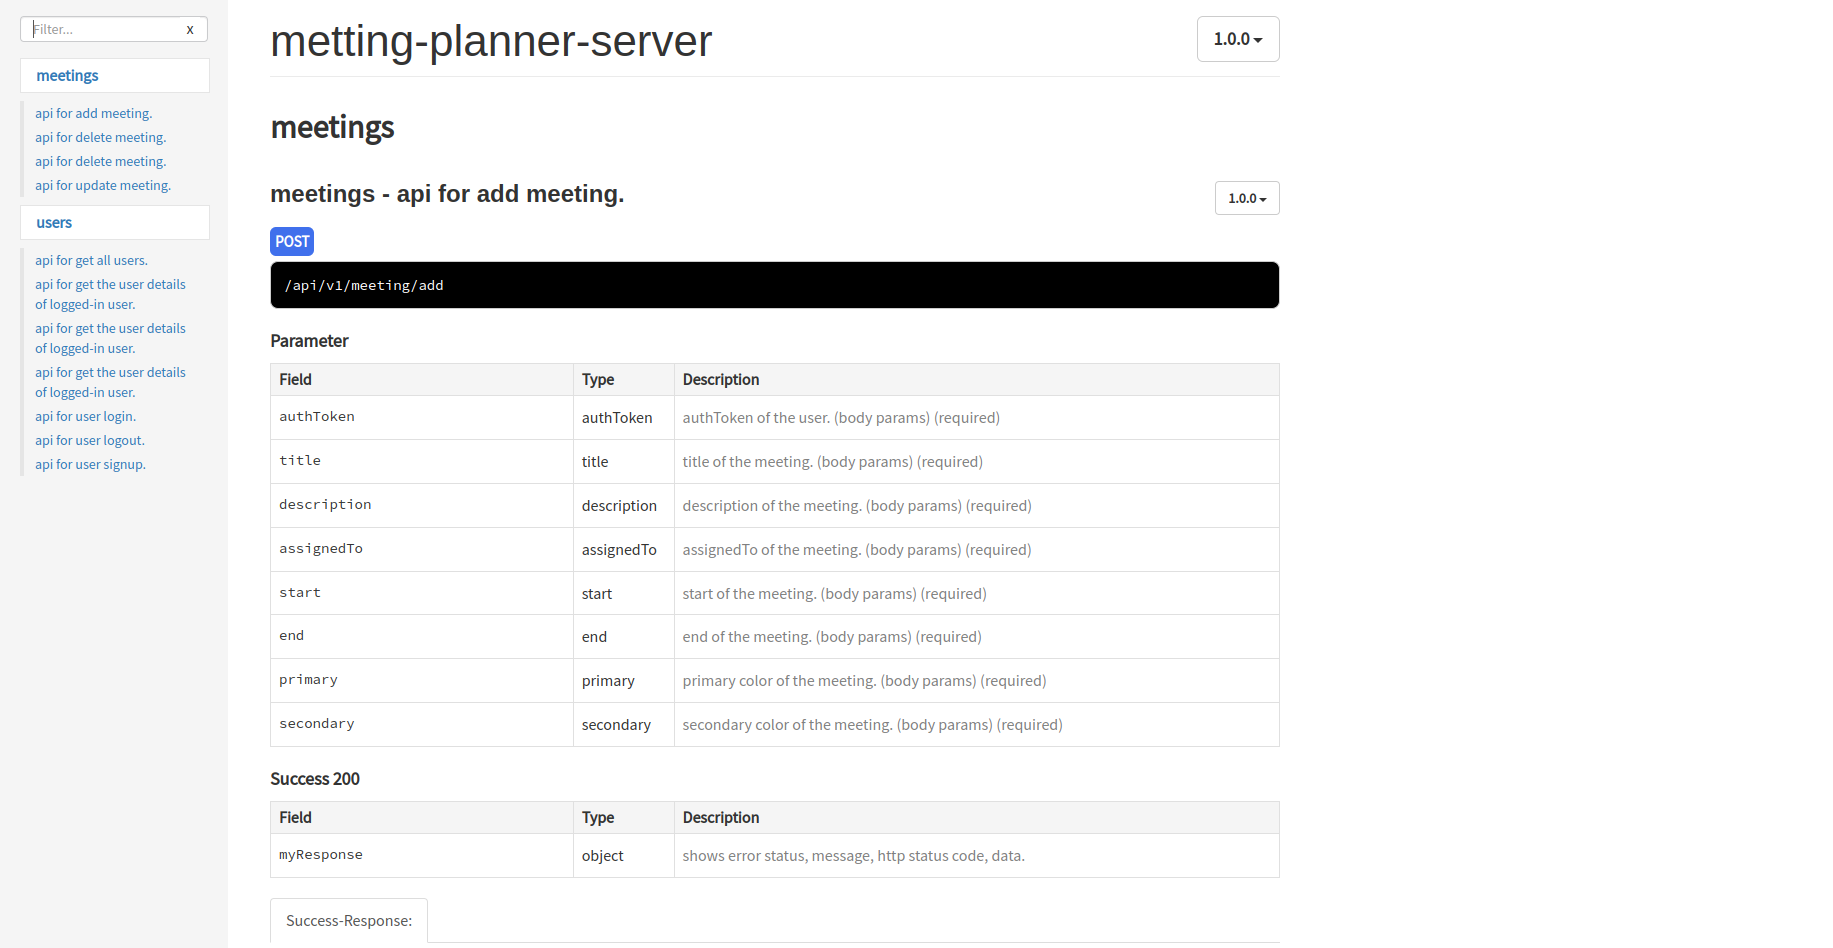 Filter...
x
meetings
api for add meeting.
api for delete meeting.
api for delete meeting.
api for update meeting.
users
api for get all users.
api for get the user details
of logged-in user.
api for get the user details
of logged-in user.
api for get the user details
of logged-in user.
api for user login.
api for user logout.
api for user signup.
metting-planner-server
1.0.0
meetings
meetings - api for add meeting.
1.0.0
POST
/api/v1/meeting/add
Parameter
Field Type Description
authToken authToken authToken of the user. (body params) (required)
title title title of the meeting. (body params) (required)
description description description of the meeting. (body params) (required)
assignedTo assignedTo assignedTo of the meeting. (body params) (required)
start start start of the meeting. (body params) (required)
end end end of the meeting. (body params) (required)
primary primary primary color of the meeting. (body params) (required)
secondary secondary secondary color of the meeting. (body params) (required)
Success 200
Field Type Description
myResponse object shows error status, message, http status code, data.
Success-Response: